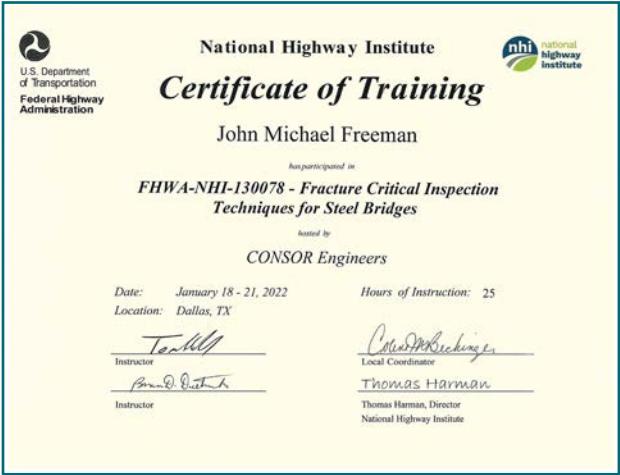 U.S. Department
of Transportation
Federal Highway
Administration
National Highway Institute
nhi national
highway
institute
Certificate of Training
John Michael Freeman
has participated in
FHWA-NHI-130078 - Fracture Critical Inspection
Techniques for Steel Bridges
hosted by
CONSOR Engineers
Date: January 18 - 21, 2022
Hours of Instruction: 25
Location: Dallas, TX
Instructor
Local Coordinator
Thomas Harman
Instructor
Thomas Harman, Director
National Highway Institute